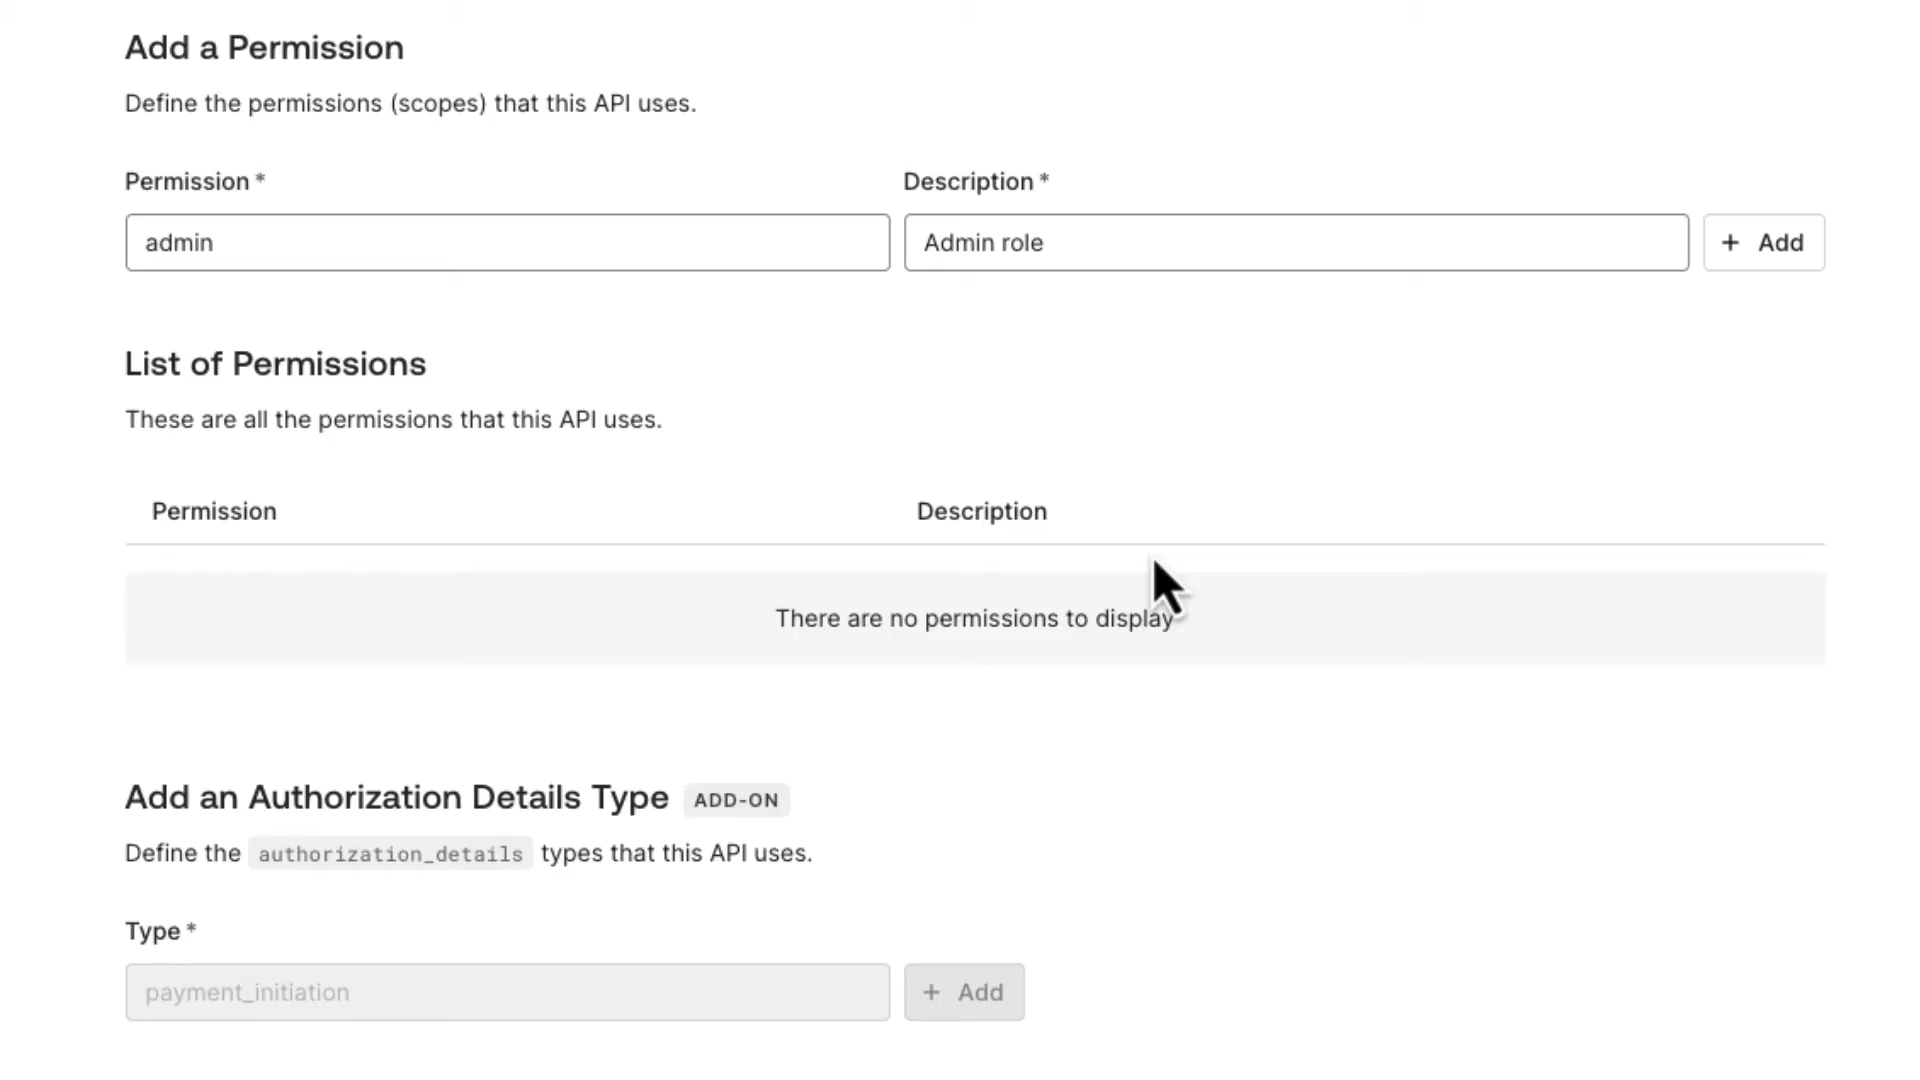 Add a Permission
Define the permissions (scopes) that this API uses.
Permission * Description *
admin Admin role + Add
List of Permissions
These are all the permissions that this API uses.
Permission Description
There are no permissions to display
Add an Authorization Details Type ADD-ON
Define the authorization_details types that this API uses.
Type *
payment_initiation + Add